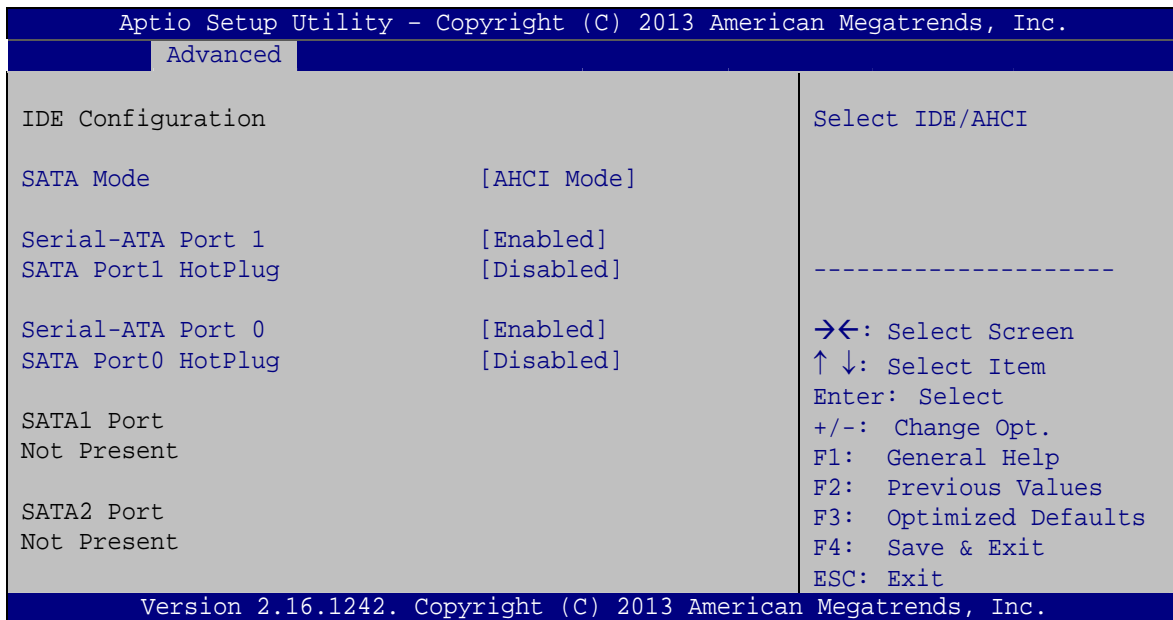 Aptio Setup Utility – Copyright (C) 2013 American Megatrends, Inc.
Advanced
IDE Configuration
SATA Mode [AHCI Mode]
Serial-ATA Port 1 [Enabled]
SATA Port1 HotPlug [Disabled]
Serial-ATA Port 0 [Enabled]
SATA Port0 HotPlug [Disabled]
SATA1 Port
Not Present
SATA2 Port
Not Present
Select IDE/AHCI
---------------------
→←: Select Screen
↑ ↓: Select Item
Enter: Select
+/-: Change Opt.
F1: General Help
F2: Previous Values
F3: Optimized Defaults
F4: Save & Exit
ESC: Exit
Version 2.16.1242. Copyright (C) 2013 American Megatrends, Inc.